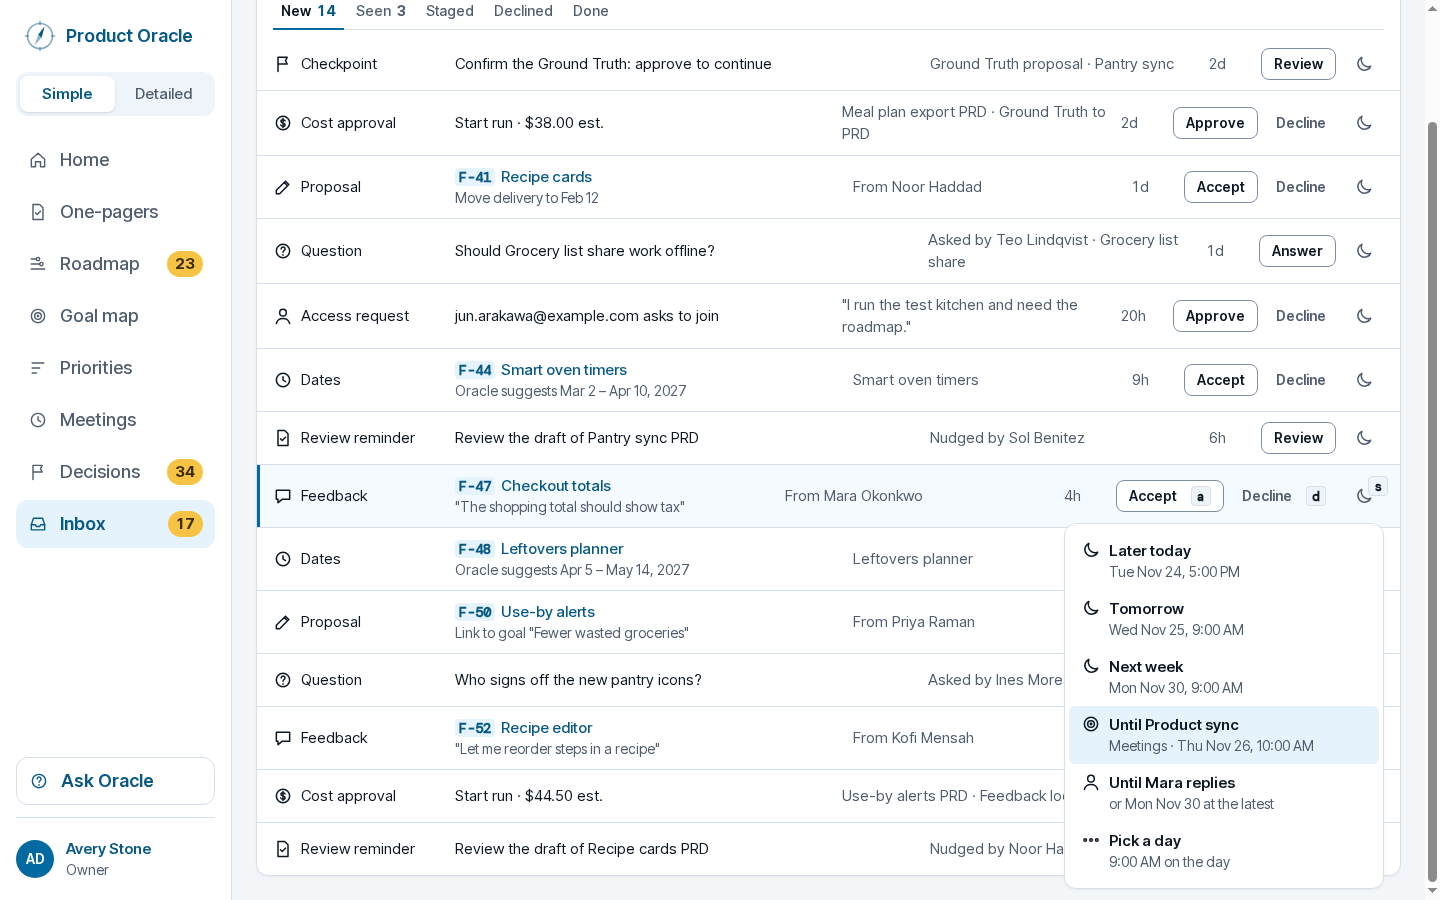 Product Oracle
Simple
Detailed
Home
One-pagers
Roadmap 23
Goal map
Priorities
Meetings
Decisions 34
Inbox 17
Ask Oracle
AD
Avery Stone
Owner
New 14 Seen 3 Staged Declined Done
Checkpoint Confirm the Ground Truth: approve to continue Ground Truth proposal · Pantry sync 2d Review
Cost approval Start run · $38.00 est. Meal plan export PRD · Ground Truth to
PRD 2d Approve Decline
Proposal F-41 Recipe cards
Move delivery to Feb 12
From Noor Haddad 1d Accept Decline
Question Should Grocery list share work offline? Asked by Teo Lindqvist · Grocery list
share 1d Answer
Access request jun.arakawa@example.com asks to join "I run the test kitchen and need the
roadmap." 20h Approve Decline
Dates F-44 Smart oven timers
Oracle suggests Mar 2 – Apr 10, 2027
Smart oven timers 9h Accept Decline
Review reminder Review the draft of Pantry sync PRD Nudged by Sol Benitez 6h Review
Feedback F-47 Checkout totals
"The shopping total should show tax"
From Mara Okonkwo 4h Accept a Decline d s
Dates F-48 Leftovers planner
Oracle suggests Apr 5 – May 14, 2027
Leftovers planner
Proposal F-50 Use-by alerts
Link to goal "Fewer wasted groceries"
From Priya Raman
Question Who signs off the new pantry icons? Asked by Ines More
Feedback F-52 Recipe editor
"Let me reorder steps in a recipe"
From Kofi Mensah
Cost approval Start run · $44.50 est. Use-by alerts PRD · Feedback
Review reminder Review the draft of Recipe cards PRD Nudged by Noor Ha
Later today
Tue Nov 24, 5:00 PM
Tomorrow
Wed Nov 25, 9:00 AM
Next week
Mon Nov 30, 9:00 AM
Until Product sync
Meetings · Thu Nov 26, 10:00 AM
Until Mara replies
or Mon Nov 30 at the latest
Pick a day
9:00 AM on the day